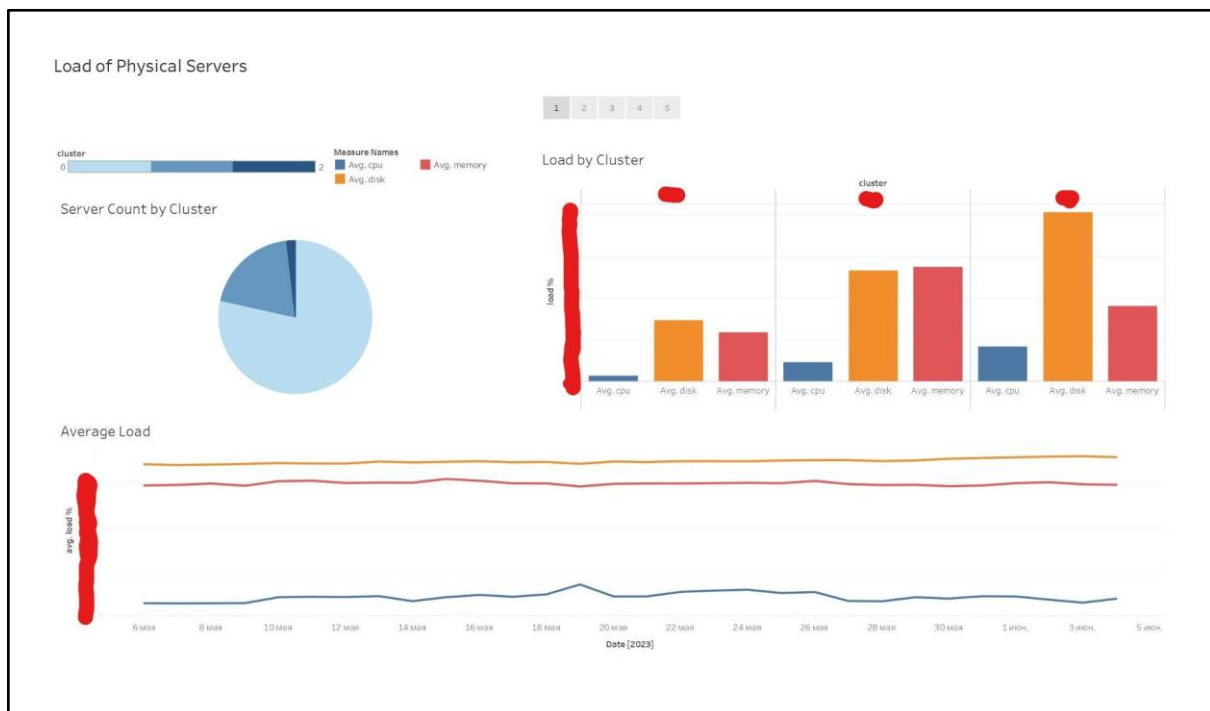 Load of Physical Servers
1 2 3 4 5
cluster
0 2
Measure Names
Avg. cpu Avg. memory
Avg. disk
Load by Cluster
cluster
Server Count by Cluster
load %
Avg. cpu Avg. disk Avg. memory Avg. cpu Avg. disk Avg. memory Avg. cpu Avg. disk Avg. memory
Average Load
avg. load %
6 мая 8 мая 10 мая 12 мая 14 мая 16 мая 18 мая 20 мая 22 мая 24 мая 26 мая 28 мая 30 мая 1 июн. 3 июн. 5 июн.
Date [2023]